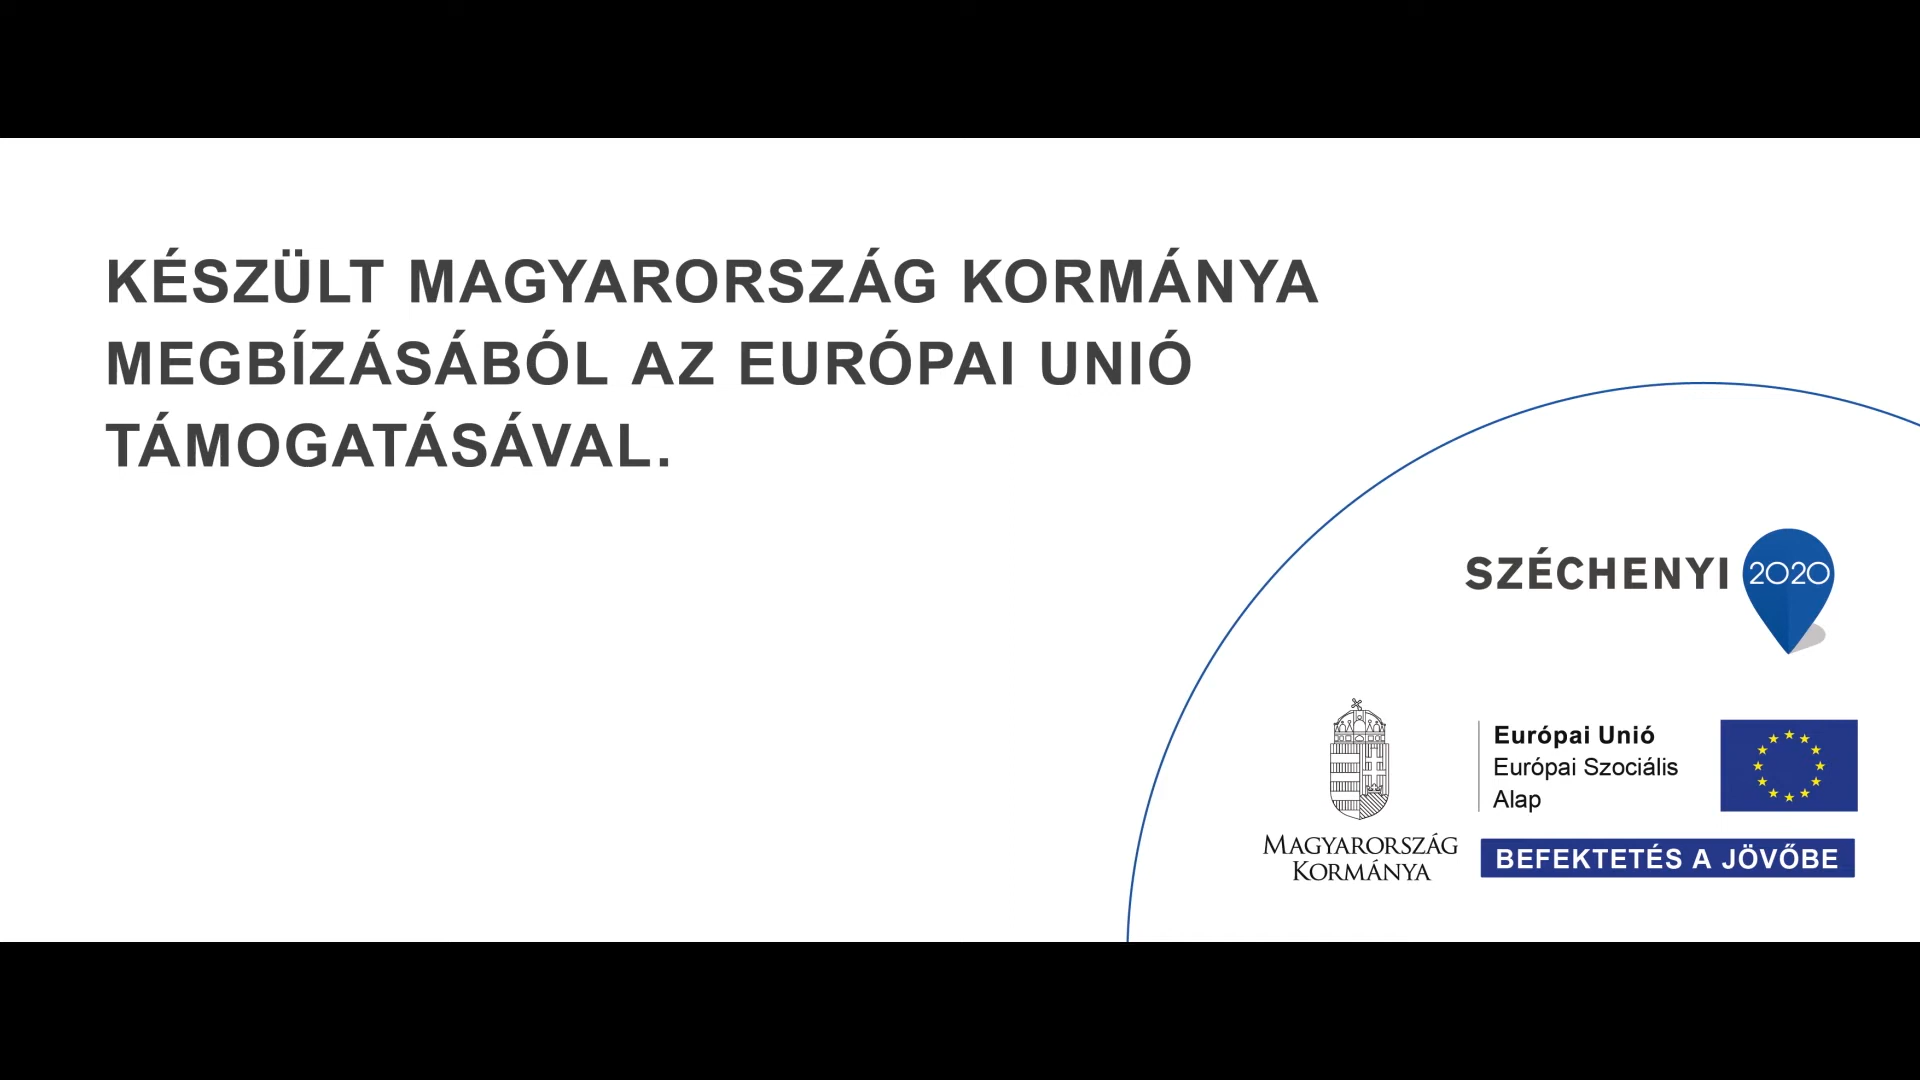 KÉSZÜLT MAGYARORSZÁG KORMÁNYA
MEGBÍZÁSÁBÓL AZ EURÓPAI UNIÓ
TÁMOGATÁSÁVAL.
SZÉCHENYI 2020
Európai Unió
Európai Szociális
Alap
MAGYARORSZÁG
KORMÁNYA
BEFEKTETÉS A JÖVŐBE